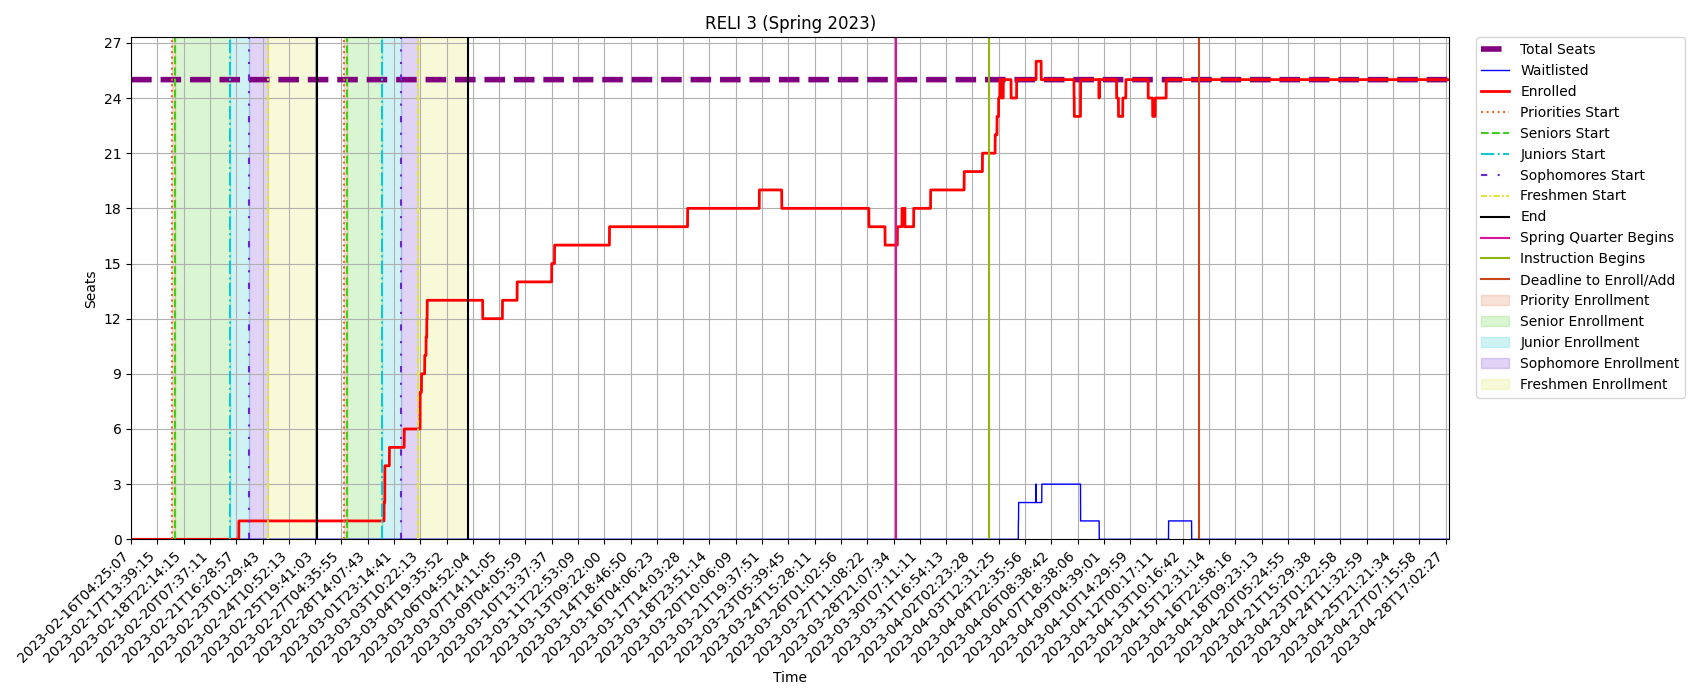 RELI 3 (Spring 2023)
27
24
21
18
15
12
9
6
3
0
Seats
2023-02-16T04:25:07
2023-02-17T13:39:15
2023-02-18T22:14:15
2023-02-20T07:37:11
2023-02-21T16:28:57
2023-02-23T01:29:43
2023-02-24T10:52:13
2023-02-25T19:41:03
2023-02-27T04:35:55
2023-02-28T14:07:43
2023-03-01T23:14:41
2023-03-03T10:22:13
2023-03-04T19:35:52
2023-03-06T04:52:04
2023-03-07T14:11:05
2023-03-09T04:05:59
2023-03-10T13:37:37
2023-03-11T22:53:09
2023-03-13T09:22:00
2023-03-14T18:46:50
2023-03-16T04:06:23
2023-03-17T14:03:28
2023-03-18T23:51:14
2023-03-20T10:06:09
2023-03-21T19:37:51
2023-03-23T05:39:45
2023-03-24T15:28:11
2023-03-26T01:02:56
2023-03-27T11:08:22
2023-03-28T21:07:34
2023-03-30T07:11:11
2023-03-31T16:54:13
2023-04-02T02:23:28
2023-04-03T12:31:25
2023-04-04T22:35:56
2023-04-06T08:38:42
2023-04-07T18:38:06
2023-04-09T04:39:01
2023-04-10T14:29:59
2023-04-12T00:17:11
2023-04-13T10:16:42
2023-04-15T12:31:14
2023-04-16T22:58:16
2023-04-18T09:23:13
2023-04-20T05:24:55
2023-04-21T15:29:38
2023-04-23T01:22:58
2023-04-24T11:32:59
2023-04-25T21:21:34
2023-04-27T07:15:58
2023-04-28T17:02:27
Time
Total Seats
Waitlisted
Enrolled
Priorities Start
Seniors Start
Juniors Start
Sophomores Start
Freshmen Start
End
Spring Quarter Begins
Instruction Begins
Deadline to Enroll/Add
Priority Enrollment
Senior Enrollment
Junior Enrollment
Sophomore Enrollment
Freshmen Enrollment